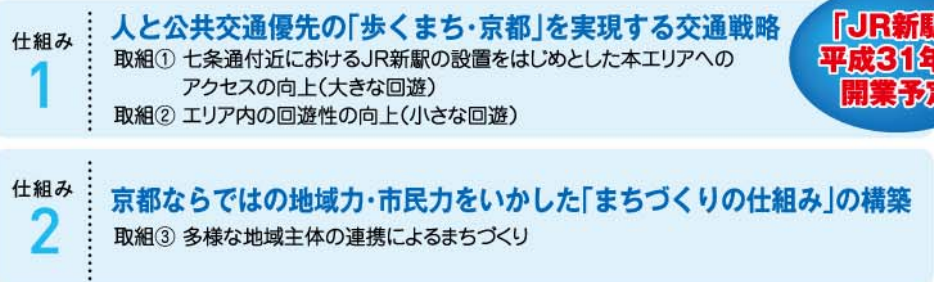 仕組み
1
人と公共交通優先の「歩くまち・京都」を実現する交通戦略
取組① 七条通付近におけるJR新駅の設置をはじめとした本エリアへの
アクセスの向上(大きな回遊)
取組② エリア内の回遊性の向上(小さな回遊)
「JR新駅
平成31年
開業予定
仕組み
2
京都ならではの地域力・市民力をいかした「まちづくりの仕組み」の構築
取組③ 多様な地域主体の連携によるまちづくり